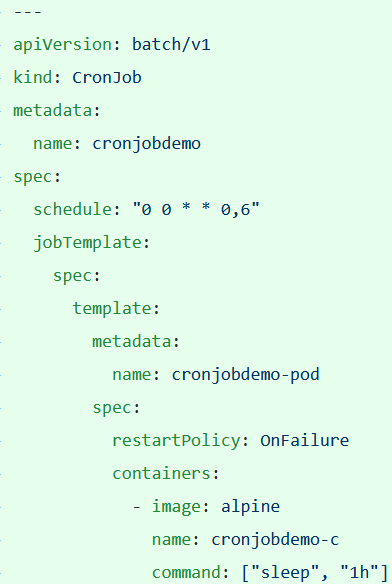 ---
apiVersion: batch/v1
kind: CronJob
metadata:
  name: cronjobdemo
spec:
  schedule: "0 0 * * 0,6"
  jobTemplate:
    spec:
      template:
        metadata:
          name: cronjobdemo-pod
        spec:
          restartPolicy: OnFailure
          containers:
            - image: alpine
              name: cronjobdemo-c
              command: ["sleep", "1h"]